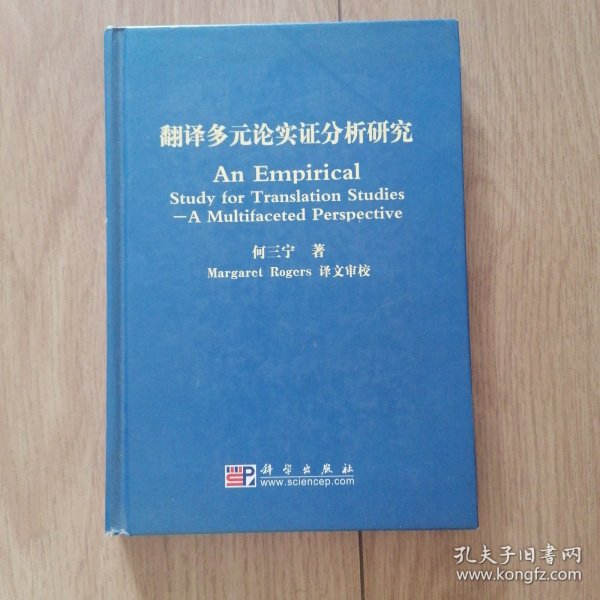 翻译多元论实证分析研究
An Empirical
Study for Translation Studies
—A Multifaceted Perspective
何三宁 著
Margaret Rogers 译文审校
科学出版社
www.sciencep.com
孔夫子旧书网
www.kongfz.com